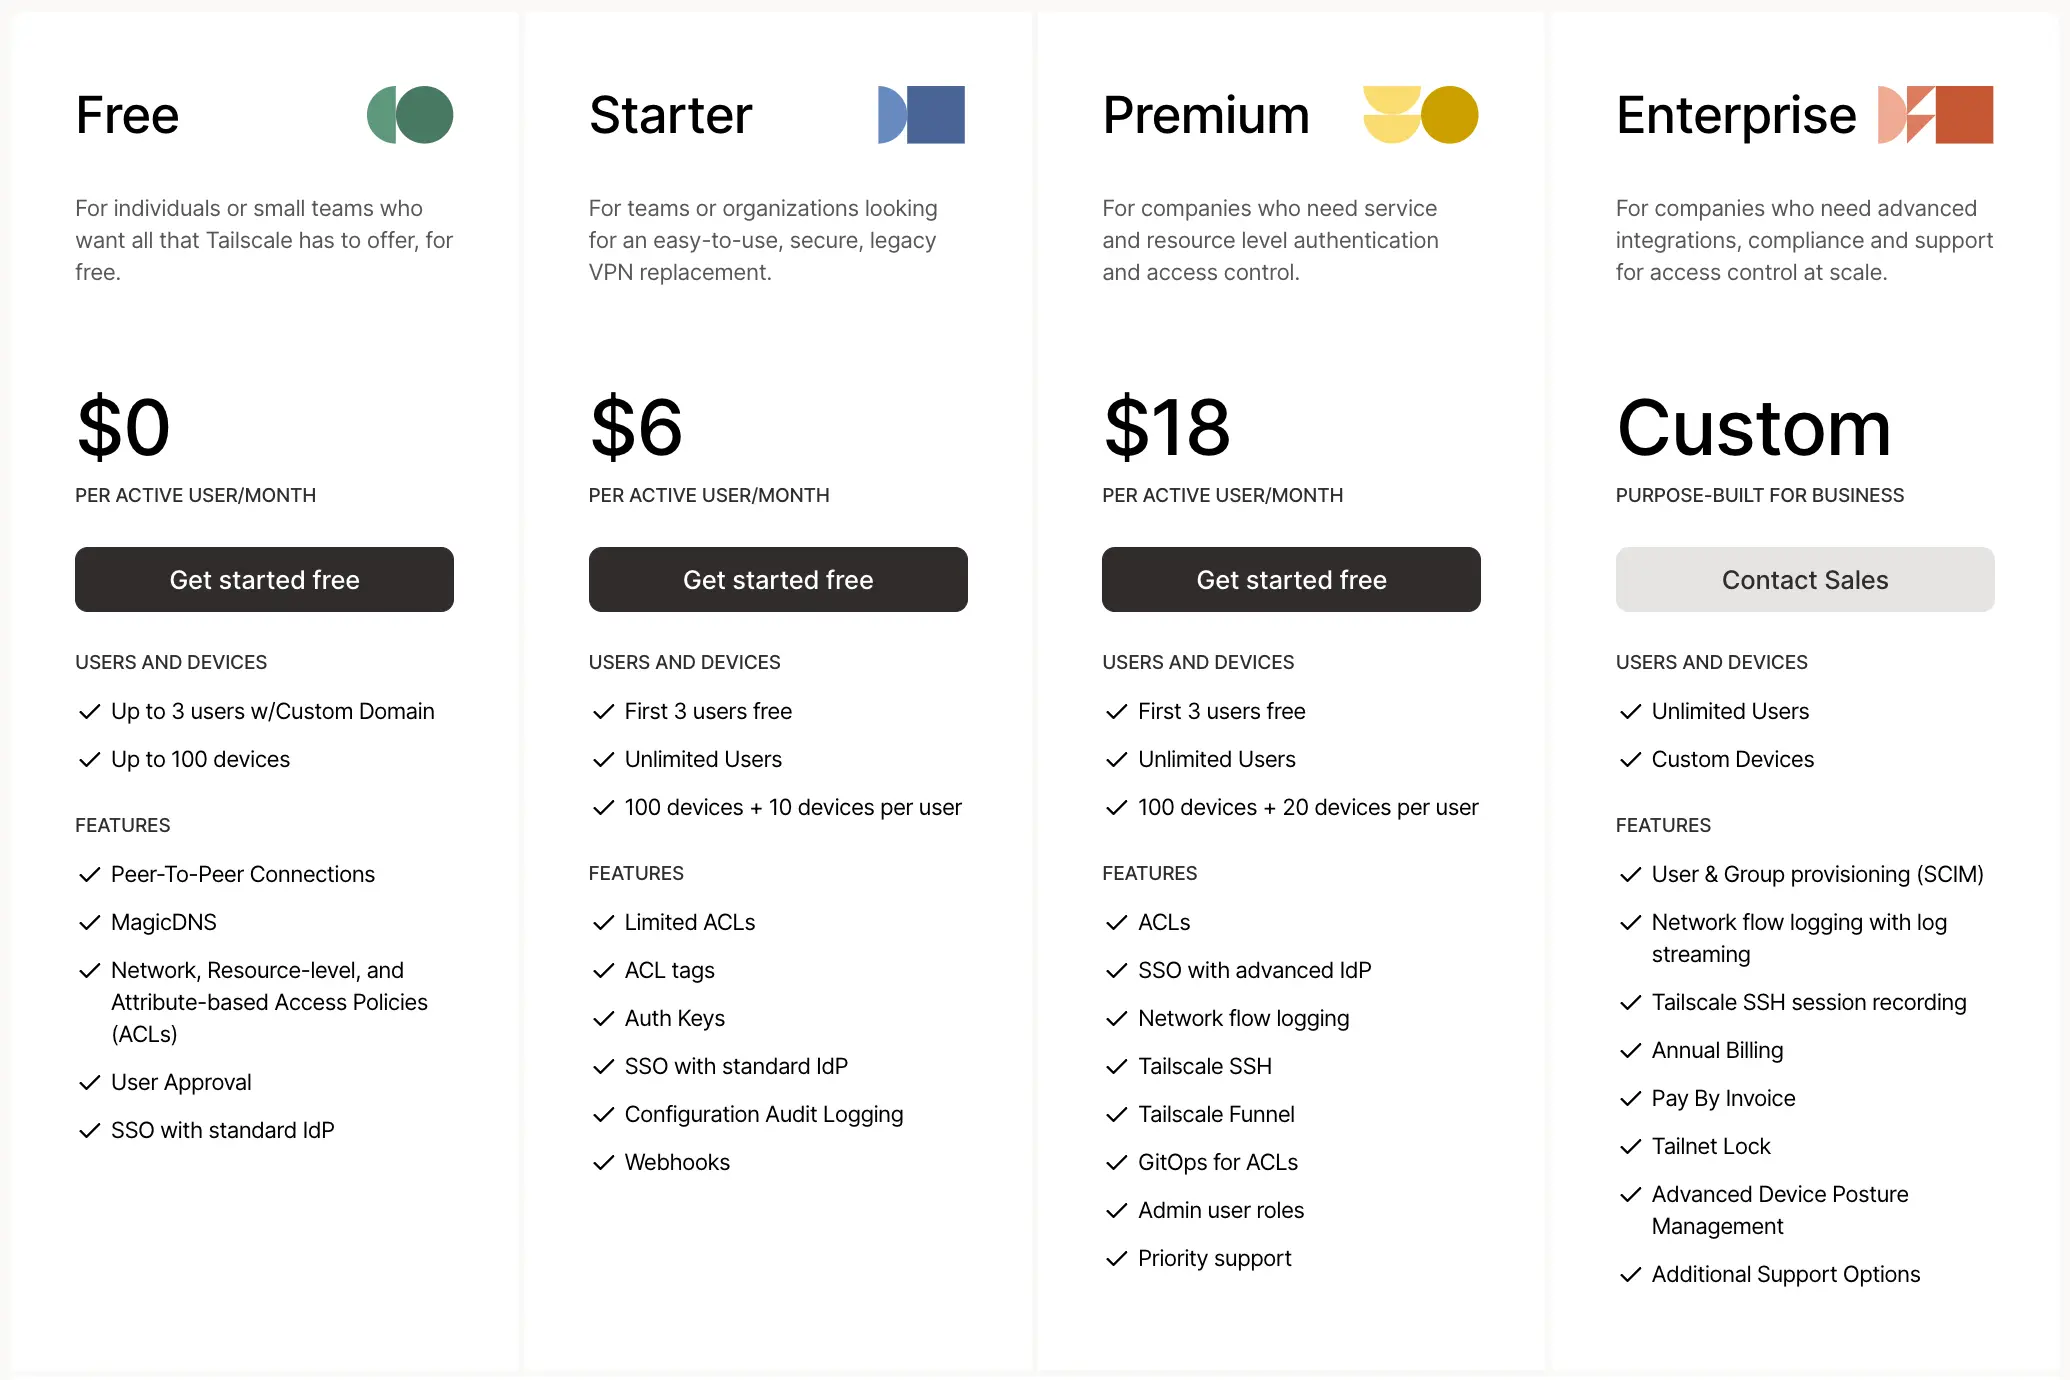 Free
For individuals or small teams who
want all that Tailscale has to offer, for
free.
$0
PER ACTIVE USER/MONTH
Get started free
USERS AND DEVICES
Up to 3 users w/Custom Domain
Up to 100 devices
FEATURES
Peer-To-Peer Connections
MagicDNS
Network, Resource-level, and
Attribute-based Access Policies
(ACLs)
User Approval
SSO with standard IdP
Starter
For teams or organizations looking
for an easy-to-use, secure, legacy
VPN replacement.
$6
PER ACTIVE USER/MONTH
Get started free
USERS AND DEVICES
First 3 users free
Unlimited Users
100 devices + 10 devices per user
FEATURES
Limited ACLs
ACL tags
Auth Keys
SSO with standard IdP
Configuration Audit Logging
Webhooks
Premium
For companies who need service
and resource level authentication
and access control.
$18
PER ACTIVE USER/MONTH
Get started free
USERS AND DEVICES
First 3 users free
Unlimited Users
100 devices + 20 devices per user
FEATURES
ACLs
SSO with advanced IdP
Network flow logging
Tailscale SSH
Tailscale Funnel
GitOps for ACLs
Admin user roles
Priority support
Enterprise
For companies who need advanced
integrations, compliance and support
for access control at scale.
Custom
PURPOSE-BUILT FOR BUSINESS
Contact Sales
USERS AND DEVICES
Unlimited Users
Custom Devices
FEATURES
User & Group provisioning (SCIM)
Network flow logging with log
streaming
Tailscale SSH session recording
Annual Billing
Pay By Invoice
Tailnet Lock
Advanced Device Posture
Management
Additional Support Options